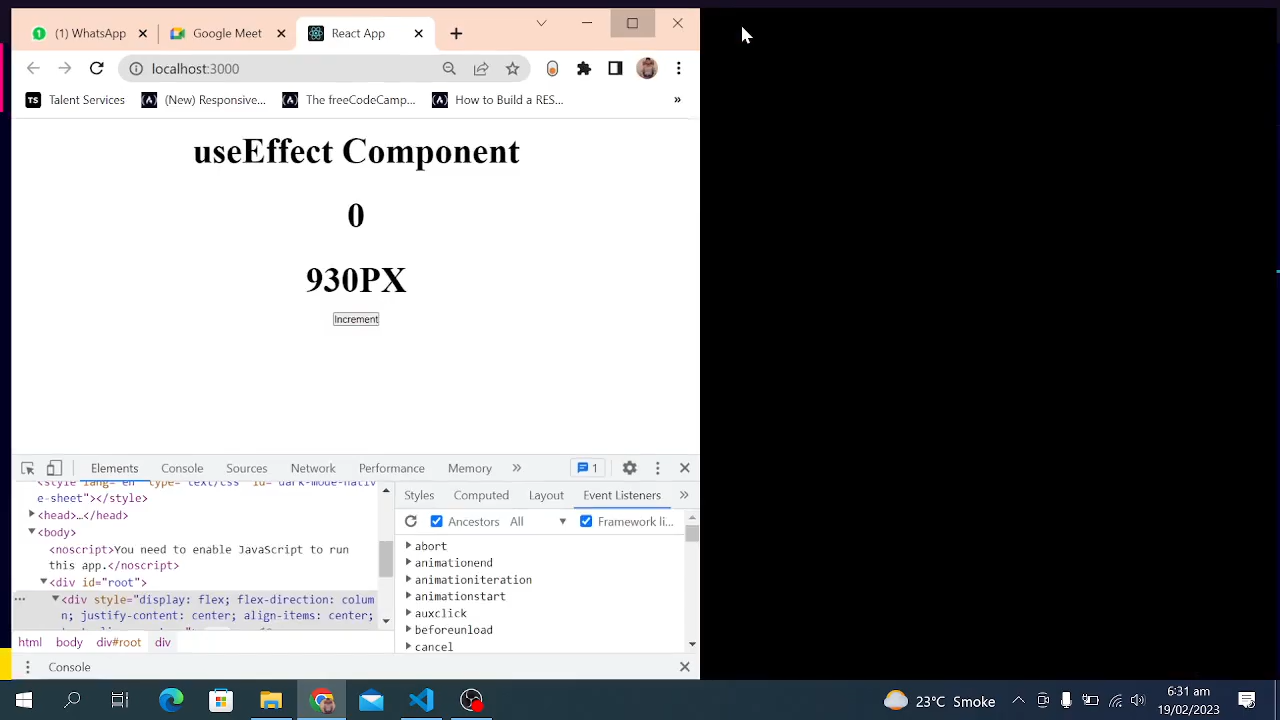 (1) WhatsApp
Google Meet
React App
localhost:3000
TS Talent Services
(New) Responsive...
The freeCodeCamp...
How to Build a RES...
»
useEffect Component
0
930PX
Increment
Elements Console Sources Network Performance Memory » 1
e-sheet"></style>
<head>…</head>
<body>
<noscript>You need to enable JavaScript to run
this app.</noscript>
<div id="root">
<div style="display: flex; flex-direction: colum
n; justify-content: center; align-items: center;
html body div#root div
Styles Computed Layout Event Listeners »
Ancestors All Framework li...
abort
animationend
animationiteration
animationstart
auxclick
beforeunload
cancel
Console
23°C Smoke
6:31 am
19/02/2023